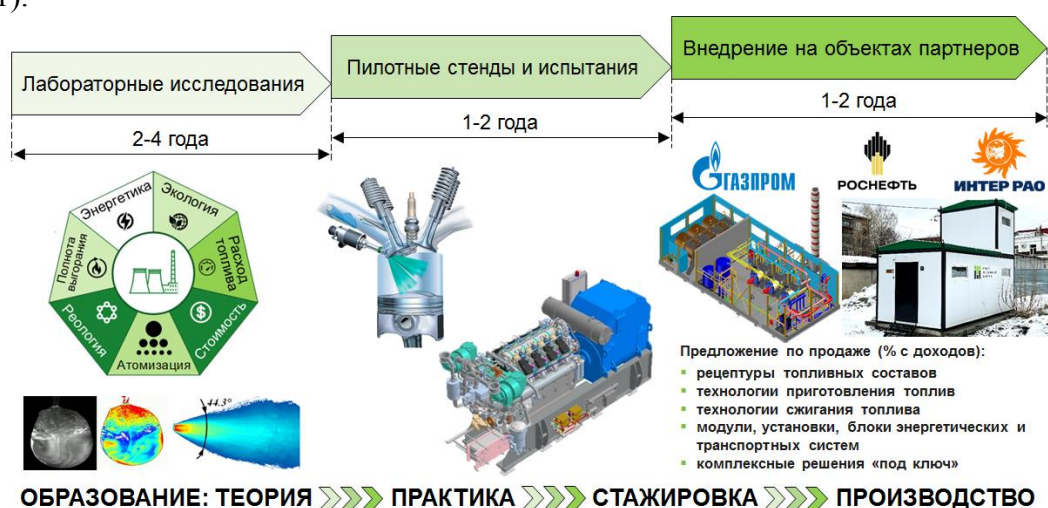 т).
Лабораторные исследования
Пилотные стенды и испытания
Внедрение на объектах партнеров
2-4 года
1-2 года
1-2 года
Энергетика
Экология
Расход топлива
Стоимость
Атомизация
Реология
Полнота выгорания
44.3°
ГАЗПРОМ
РОСНЕФТЬ
ИНТЕР РАО
Предложение по продаже (% с доходов):
рецептуры топливных составов
технологии приготовления топлив
технологии сжигания топлива
модули, установки, блоки энергетических и
транспортных систем
комплексные решения «под ключ»
ОБРАЗОВАНИЕ: ТЕОРИЯ ПРАКТИКА СТАЖИРОВКА ПРОИЗВОДСТВО